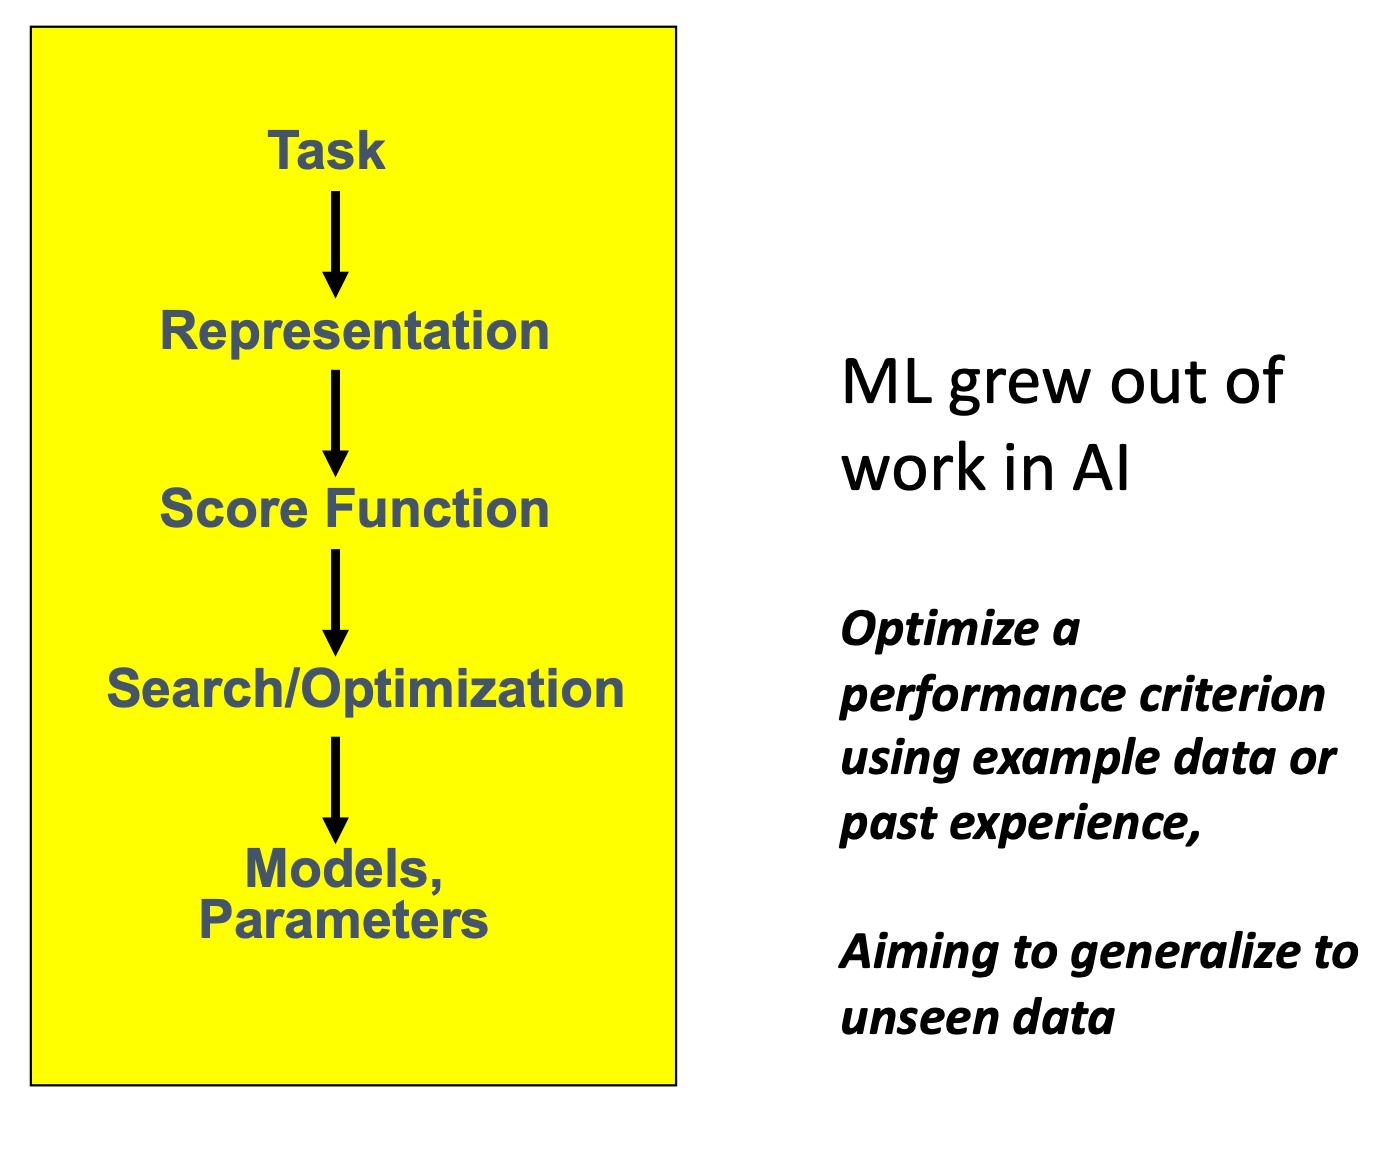 Task
Representation
Score Function
Search/Optimization
Models,
Parameters
ML grew out of
work in AI
Optimize a
performance criterion
using example data or
past experience,
Aiming to generalize to
unseen data